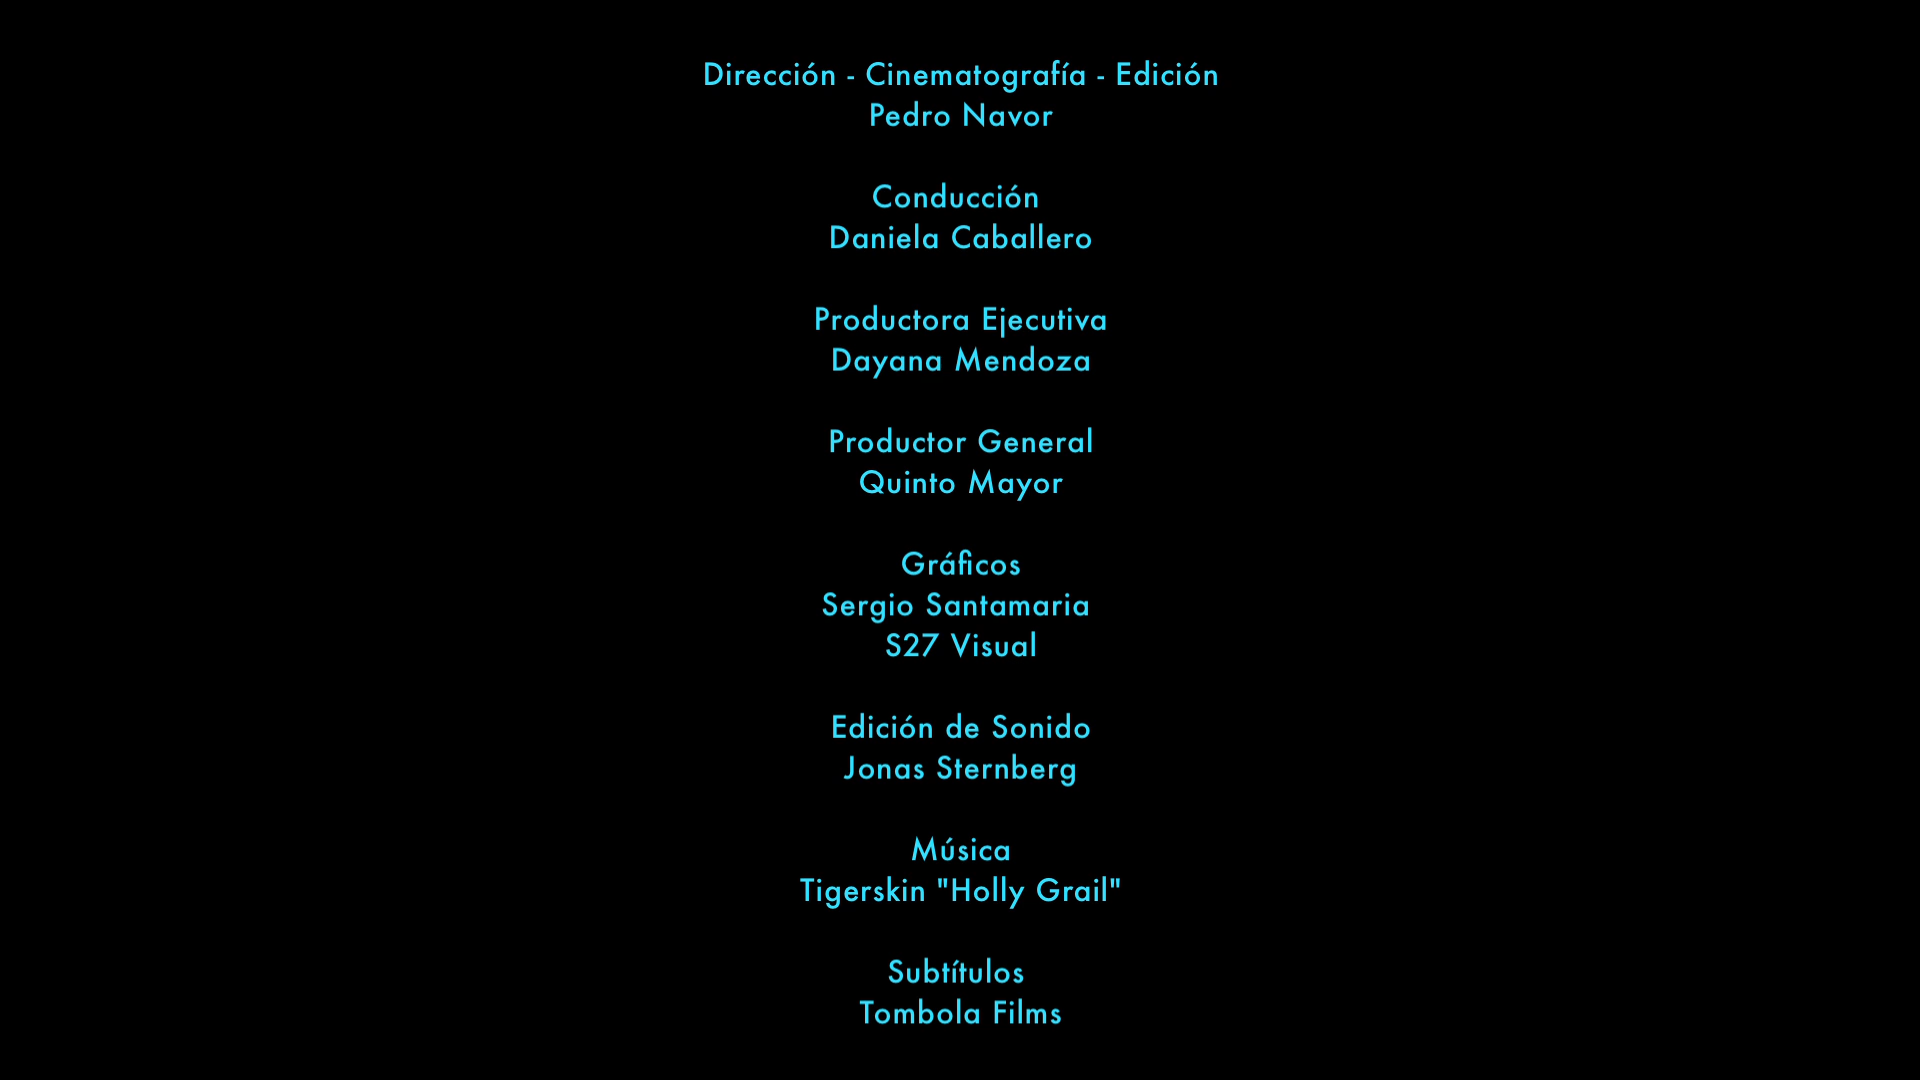 Dirección - Cinematografía - Edición
Pedro Navor
Conducción
Daniela Caballero
Productora Ejecutiva
Dayana Mendoza
Productor General
Quinto Mayor
Gráficos
Sergio Santamaria
S27 Visual
Edición de Sonido
Jonas Sternberg
Música
Tigerskin "Holly Grail"
Subtítulos
Tombola Films